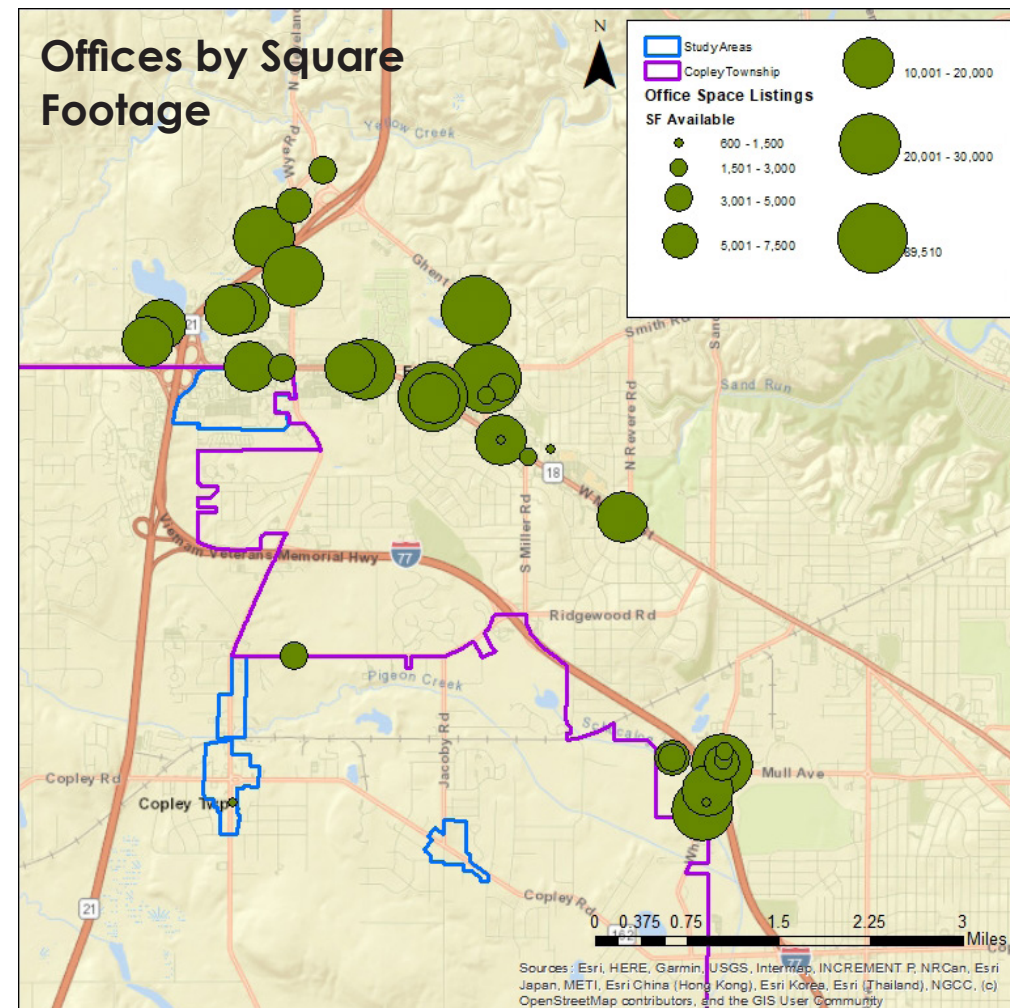 Offices by Square
Footage
N
Study Areas
Copley Township
Office Space Listings
SF Available
600 - 1,500
1,501 - 3,000
3,001 - 5,000
5,001 - 7,500
10,001 - 20,000
20,001 - 30,000
89,510
N Cleveland
Wye Rd
Yellow Creek
Ghent
21
Smith Rd
Sand Run
N Revere Rd
18
S Miller Rd
Vietnam Veterans Memorial Hwy
77
Ridgewood Rd
Pigeon Creek
Jacoby Rd
Copley Rd
Mull Ave
Copley Twp
21
Copley Rd
162
77
0 0.375 0.75 1.5 2.25 3
Miles
Sources: Esri, HERE, Garmin, USGS, Intermap, INCREMENT P, NRCan, Esri
Japan, METI, Esri China (Hong Kong), Esri Korea, Esri (Thailand), NGCC, (c)
OpenStreetMap contributors, and the GIS User Community